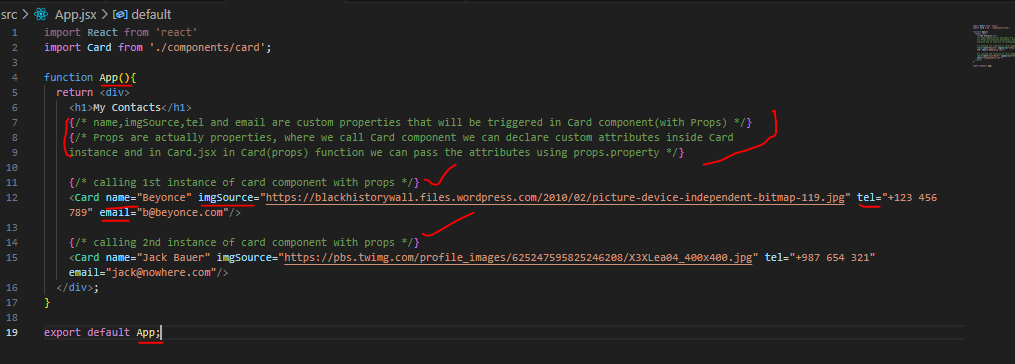 src > App.jsx > default
1 import React from 'react'
2 import Card from './components/card';
3
4 function App(){
5 return <div>
6 <h1>My Contacts</h1>
7 {/* name,imgSource,tel and email are custom properties that will be triggered in Card component(with Props) */}
8 {/* Props are actually properties, where we call Card component we can declare custom attributes inside Card
9 instance and in Card.jsx in Card(props) function we can pass the attributes using props.property */}
10
11 {/* calling 1st instance of card component with props */}
12 <Card name="Beyonce" imgSource="https://blackhistorywall.files.wordpress.com/2010/02/picture-device-independent-bitmap-119.jpg" tel="+123 456
789" email="b@beyonce.com"/>
13
14 {/* calling 2nd instance of card component with props */}
15 <Card name="Jack Bauer" imgSource="https://pbs.twimg.com/profile_images/625247595825246208/X3XLea04_400x400.jpg" tel="+987 654 321"
email="jack@nowhere.com"/>
16 </div>;
17 }
18
19 export default App;